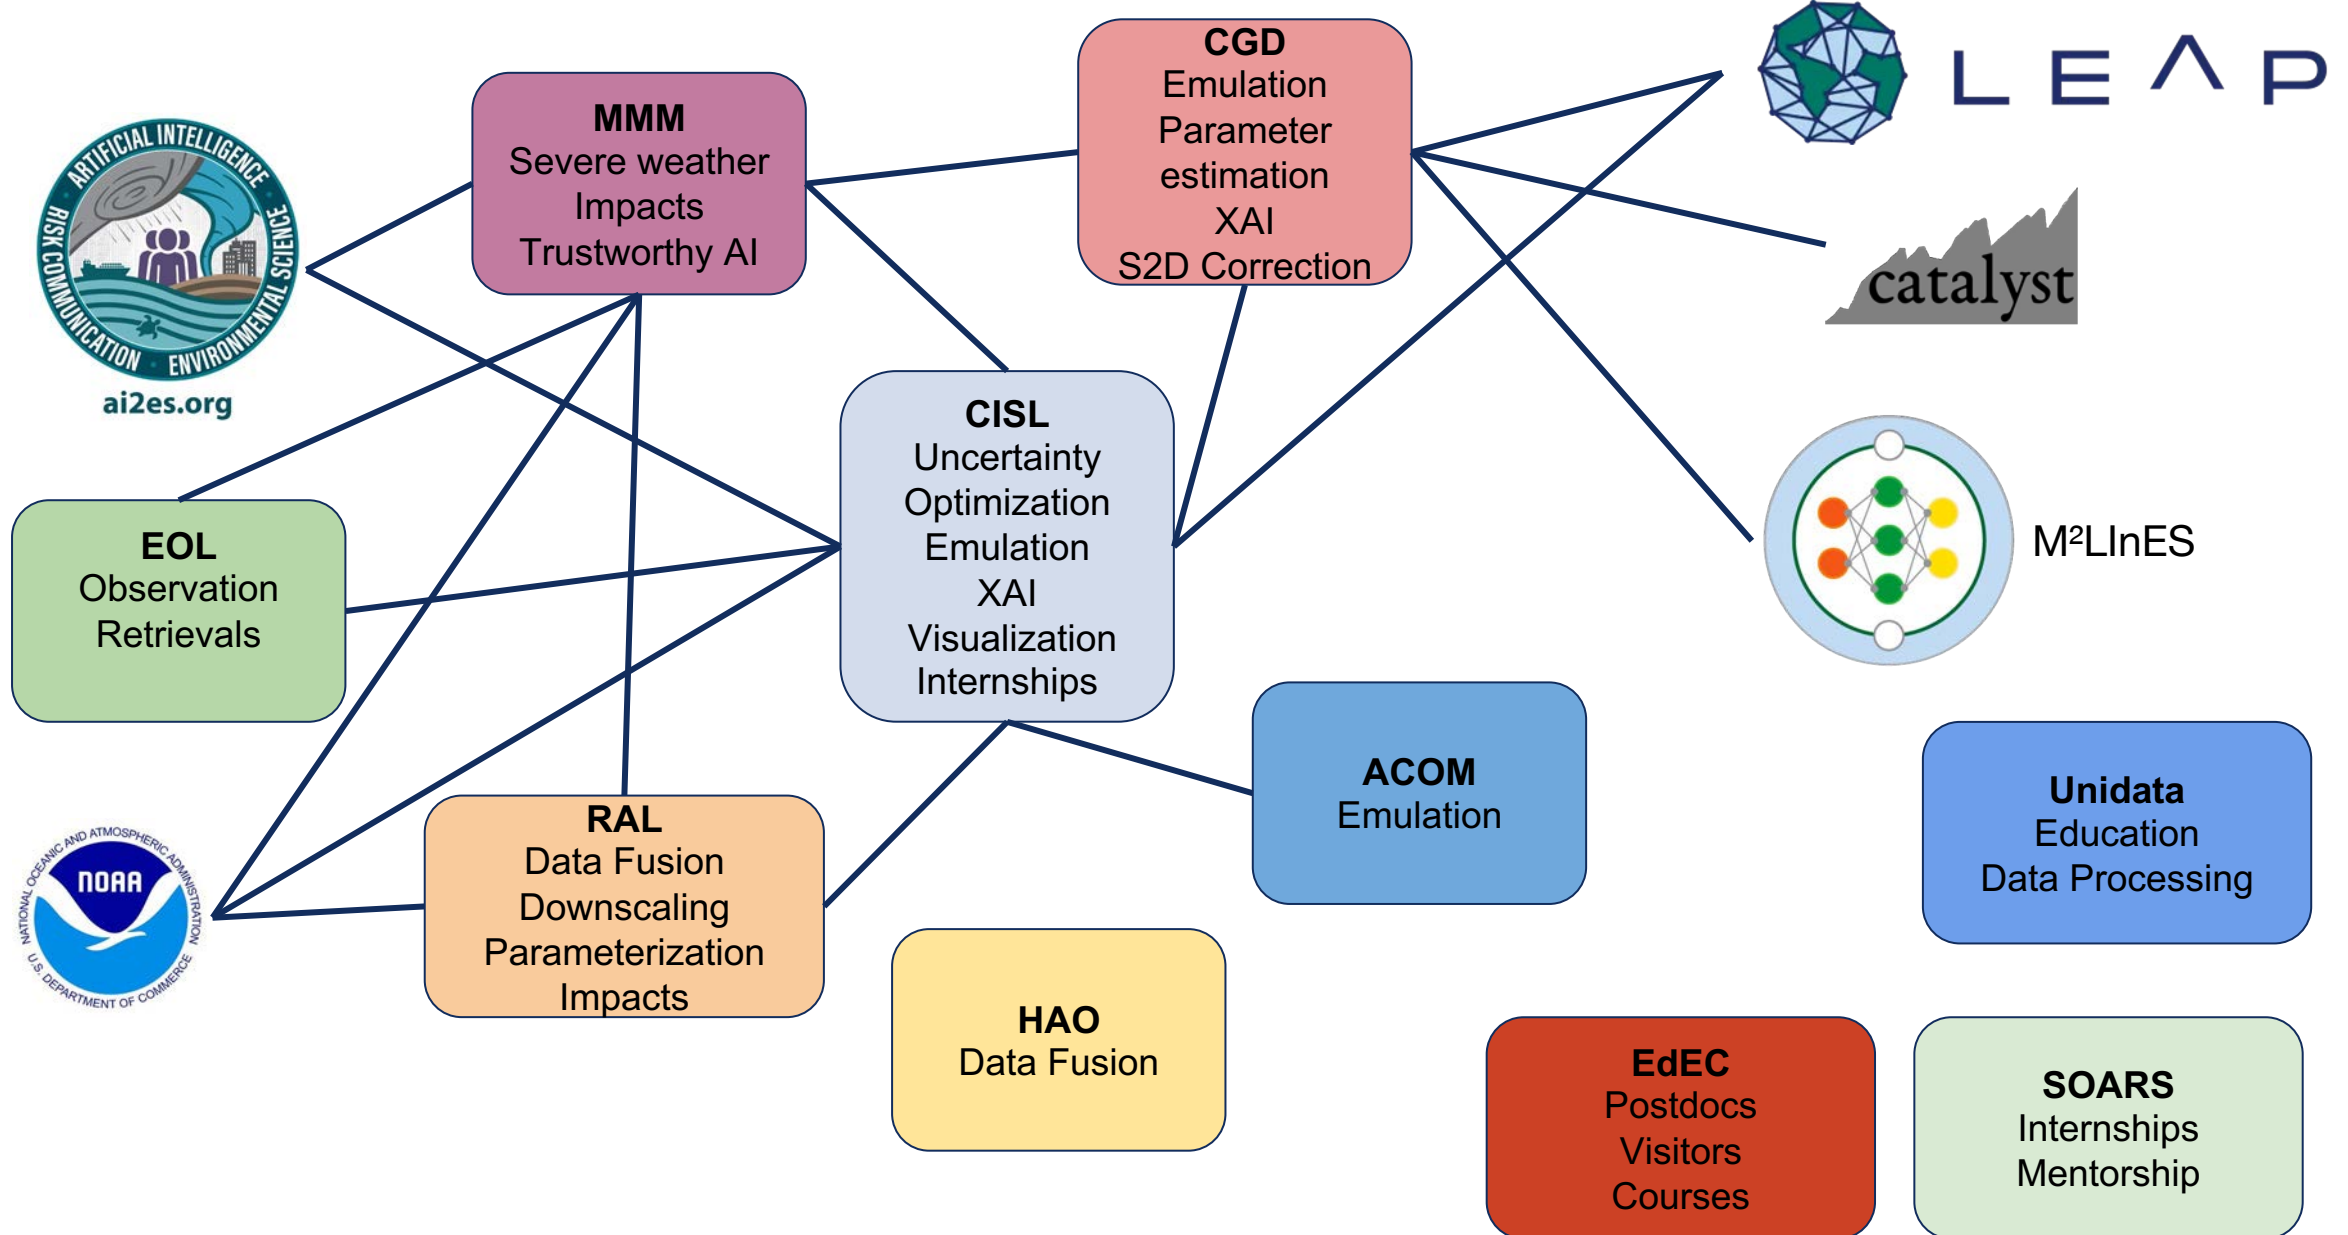 CGD
Emulation
Parameter
estimation
XAI
S2D Correction
LEAP
MMM
Severe weather
Impacts
Trustworthy AI
ARTIFICIAL INTELLIGENCE
RISK COMMUNICATION
ENVIRONMENTAL SCIENCE
ai2es.org
catalyst
CISL
Uncertainty
Optimization
Emulation
XAI
Visualization
Internships
EOL
Observation
Retrievals
M²LInES
ACOM
Emulation
Unidata
Education
Data Processing
RAL
Data Fusion
Downscaling
Parameterization
Impacts
NATIONAL OCEANIC AND ATMOSPHERIC ADMINISTRATION
NOAA
U.S. DEPARTMENT OF COMMERCE
HAO
Data Fusion
EdEC
Postdocs
Visitors
Courses
SOARS
Internships
Mentorship